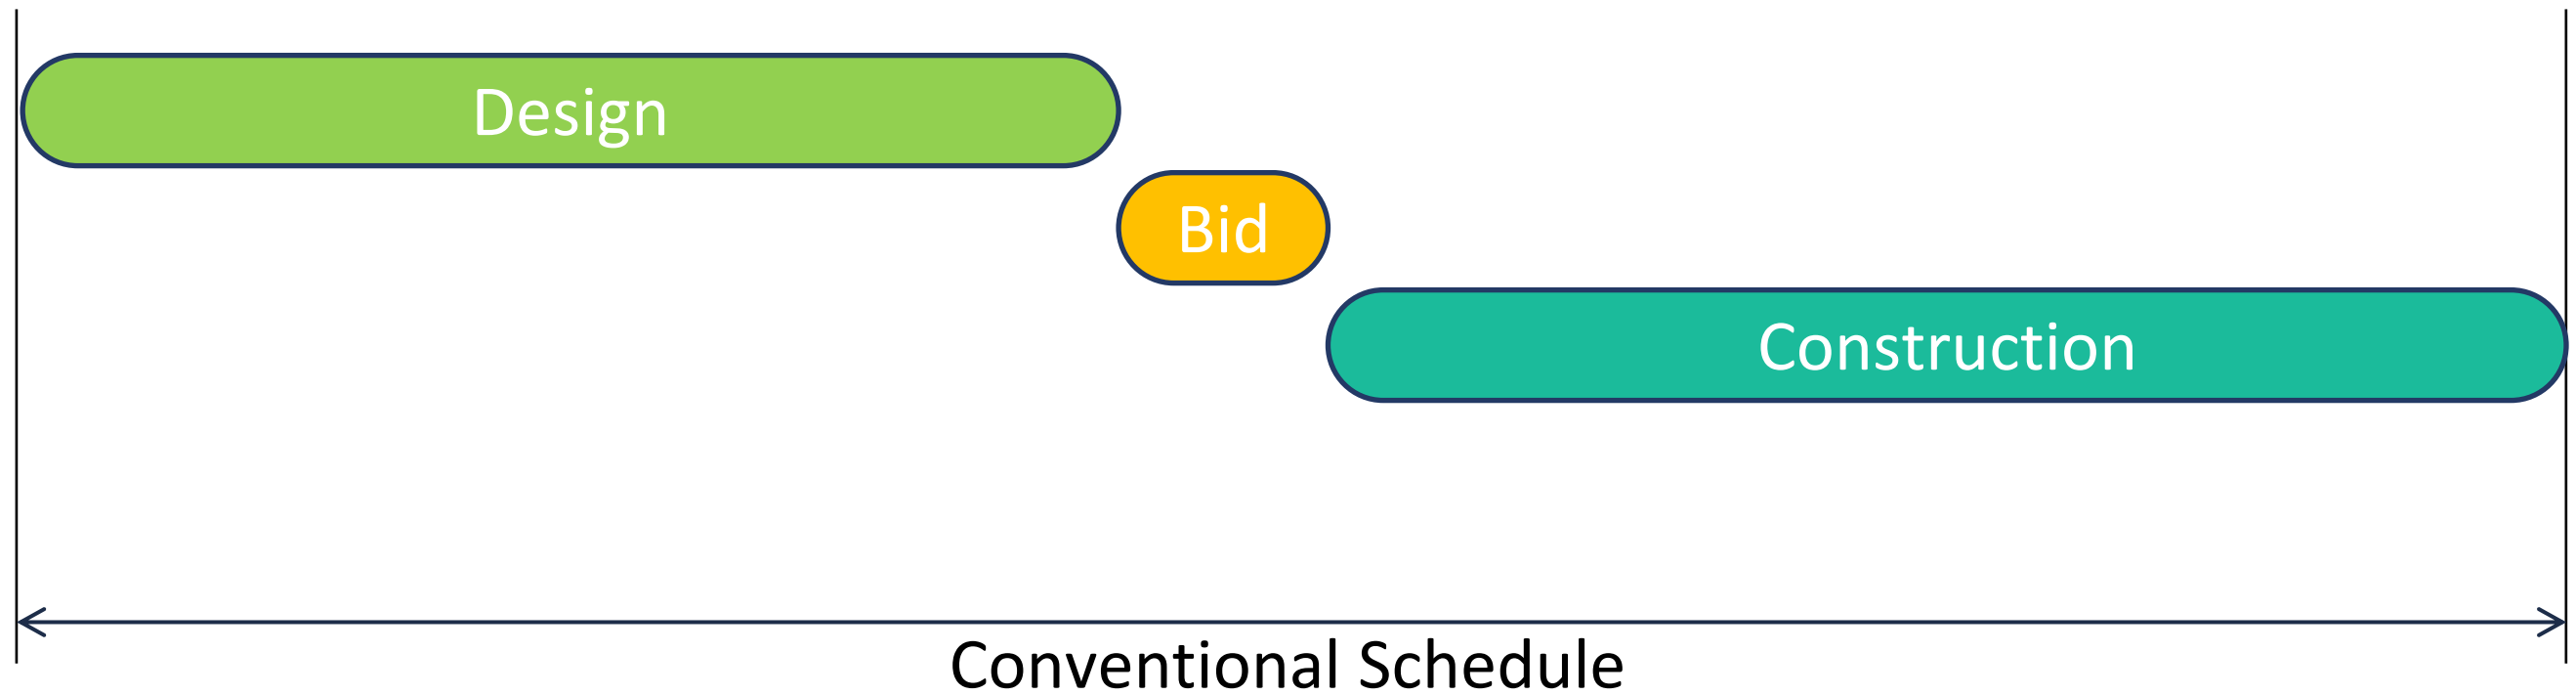 Design
Bid
Construction
Conventional Schedule